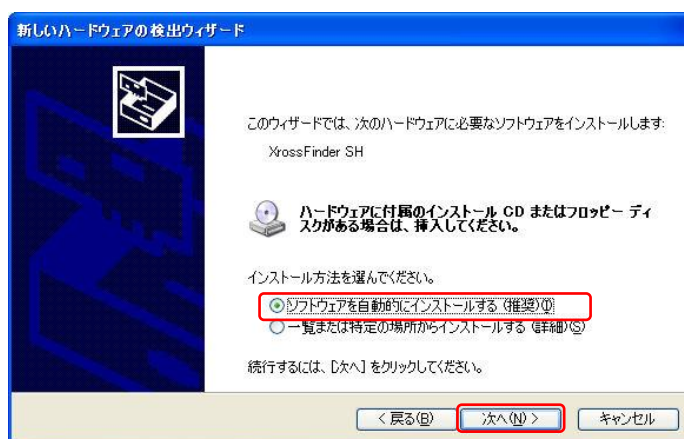 新しいハードウェアの検出ウィザード
このウィザードでは、次のハードウェアに必要なソフトウェアをインストールします:
XrossFinder SH
ハードウェアに付属のインストール CD またはフロッピー ディ
スクがある場合は、挿入してください。
インストール方法を選んでください。
ソフトウェアを自動的にインストールする (推奨)(I)
一覧または特定の場所からインストールする (詳細)(S)
続行するには、[次へ] をクリックしてください。
< 戻る(B) 次へ(N) > キャンセル